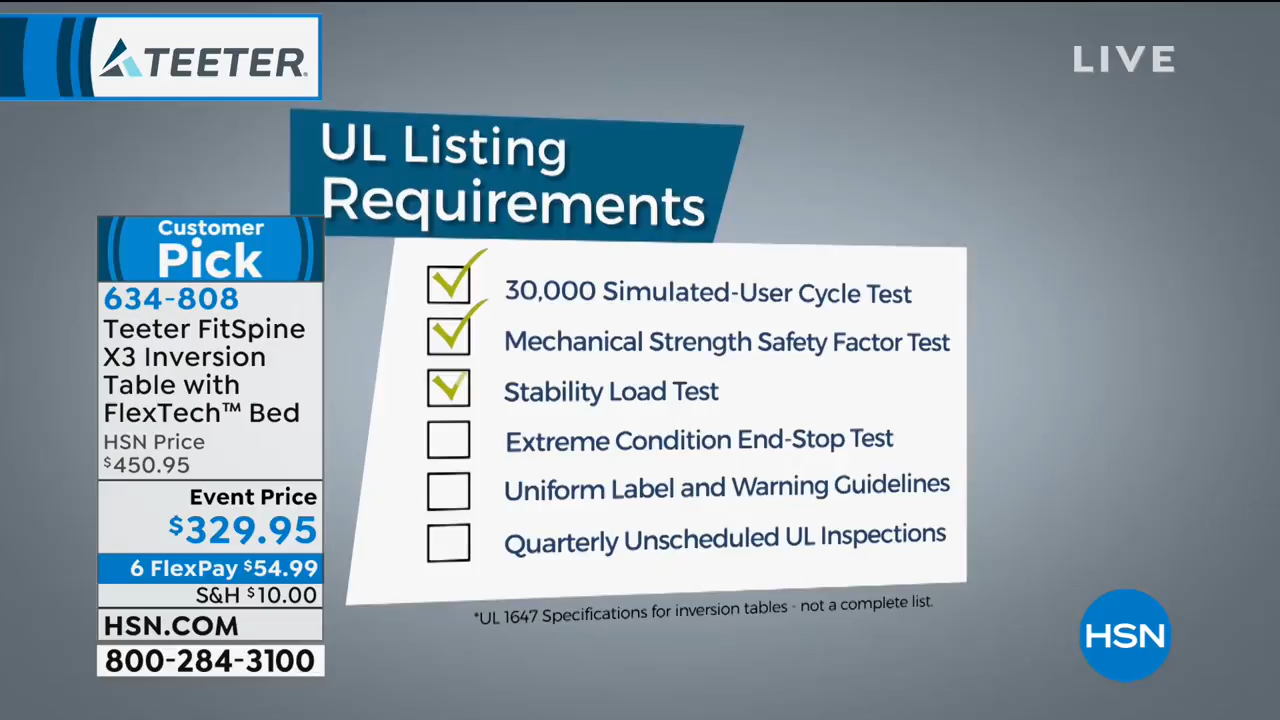 TEETER
LIVE
UL Listing
Requirements
Customer
Pick
634-808
Teeter FitSpine
X3 Inversion
Table with
FlexTech™ Bed
HSN Price
$450.95
Event Price
$329.95
6 FlexPay $54.99
S&H $10.00
HSN.COM
800-284-3100
30,000 Simulated-User Cycle Test
Mechanical Strength Safety Factor Test
Stability Load Test
Extreme Condition End-Stop Test
Uniform Label and Warning Guidelines
Quarterly Unscheduled UL Inspections
*UL 1647 Specifications for inversion tables - not a complete list.
HSN